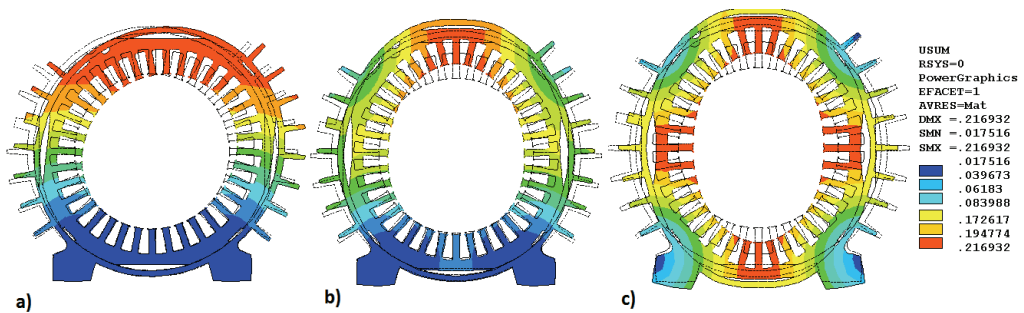 USUM
RSYS=0
PowerGraphics
EFACET=1
AVRES=Mat
DMX =.216932
SMN =.017516
SMX =.216932
.017516
.039673
.06183
.083988
.172617
.194774
.216932
a)
b)
c)